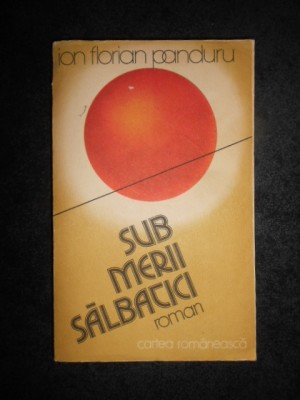 ion florian panduru
SUB
MERII
SĂLBATICI
roman
cartea românească